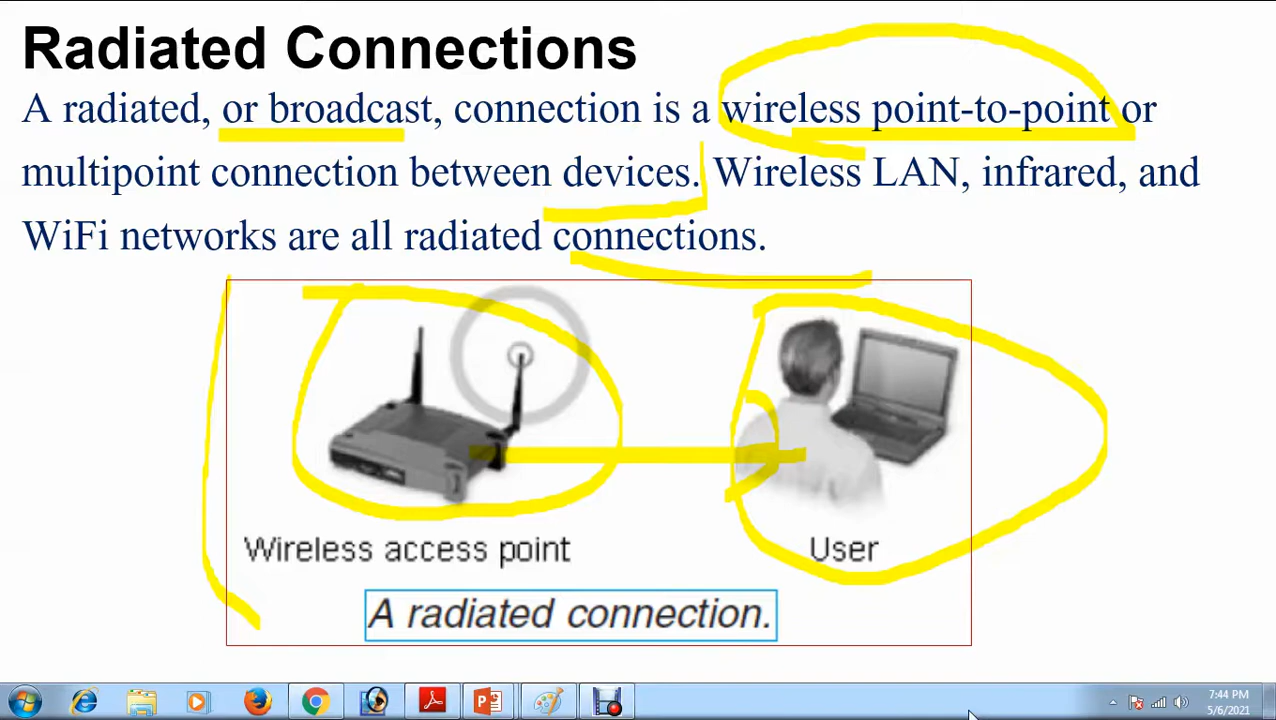 Radiated Connections
A radiated, or broadcast, connection is a wireless point-to-point or
multipoint connection between devices. Wireless LAN, infrared, and
WiFi networks are all radiated connections.
Wireless access point
User
A radiated connection.
7:44 PM
5/6/2021